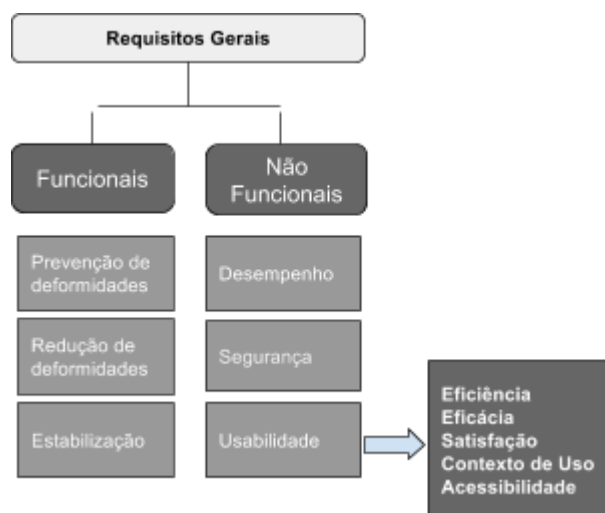 Requisitos Gerais
Funcionais
Não
Funcionais
Prevenção de
deformidades
Desempenho
Redução de
deformidades
Segurança
Estabilização
Usabilidade
Eficiência
Eficácia
Satisfação
Contexto de Uso
Acessibilidade